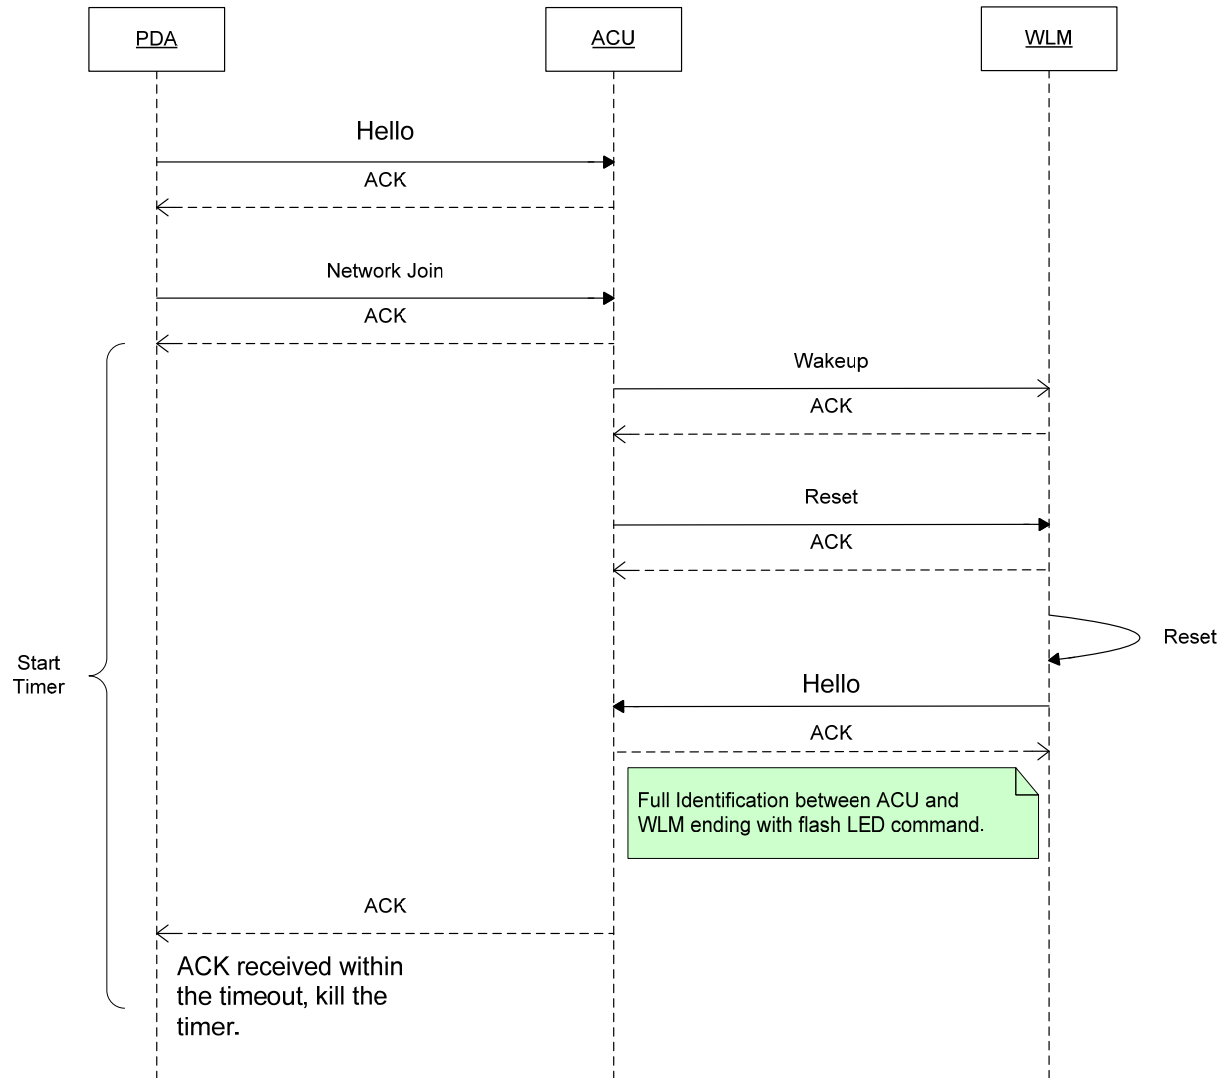 PDA
ACU
WLM
Hello
ACK
Network Join
ACK
Wakeup
ACK
Reset
ACK
Reset
Start
Timer
Hello
ACK
Full Identification between ACU and
WLM ending with flash LED command.
ACK
ACK received within
the timeout, kill the
timer.